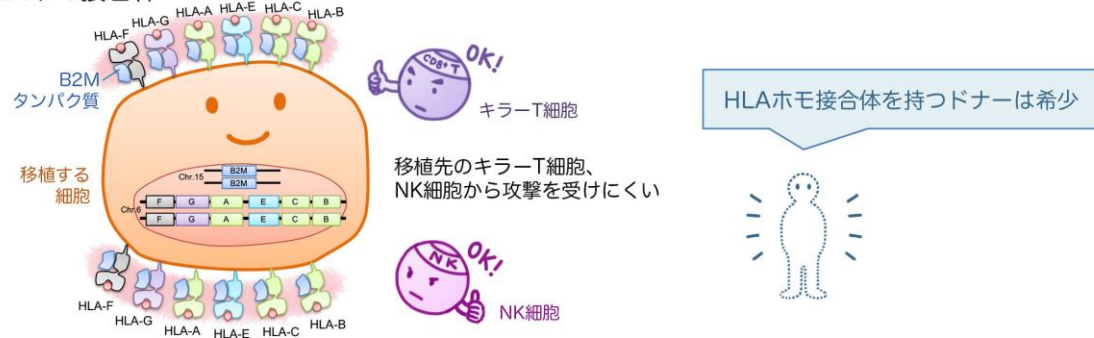 HLA-F
HLA-G
HLA-A
HLA-E
HLA-C
HLA-B
B2M
タンパク質
移植する
細胞
Chr.15
B2M
B2M
Chr.6
F G A E C B
F G A E C B
HLA-F
HLA-G
HLA-A
HLA-E
HLA-C
HLA-B
CD8+ T
OK!
キラーT細胞
移植先のキラーT細胞、
NK細胞から攻撃を受けにくい
NK
OK!
NK細胞
HLAホモ接合体を持つドナーは希少